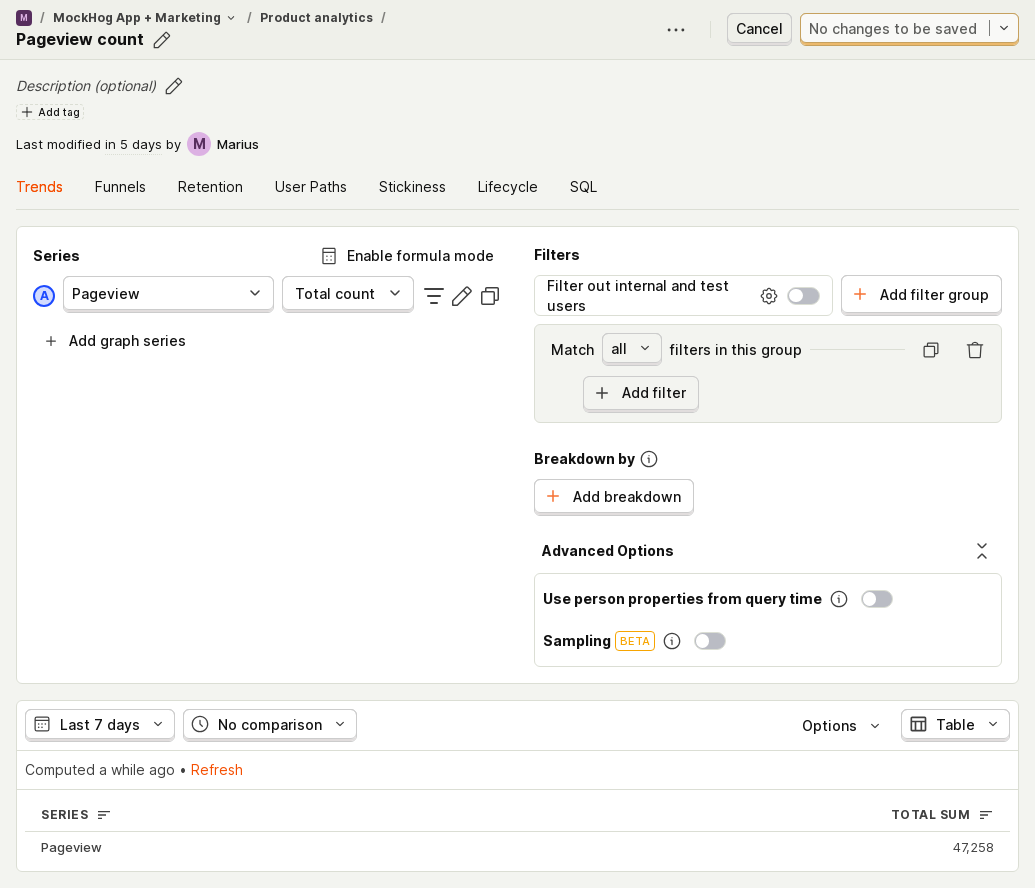 M / MockHog App + Marketing / Product analytics /
Pageview count
Cancel
No changes to be saved
Description (optional)
Add tag
Last modified in 5 days by M Marius
Trends Funnels Retention User Paths Stickiness Lifecycle SQL
Series
Enable formula mode
A Pageview Total count
Add graph series
Filters
Filter out internal and test
users
Add filter group
Match all filters in this group
Add filter
Breakdown by
Add breakdown
Advanced Options
Use person properties from query time
Sampling BETA
Last 7 days No comparison Options Table
Computed a while ago • Refresh
SERIES TOTAL SUM
Pageview 47,258